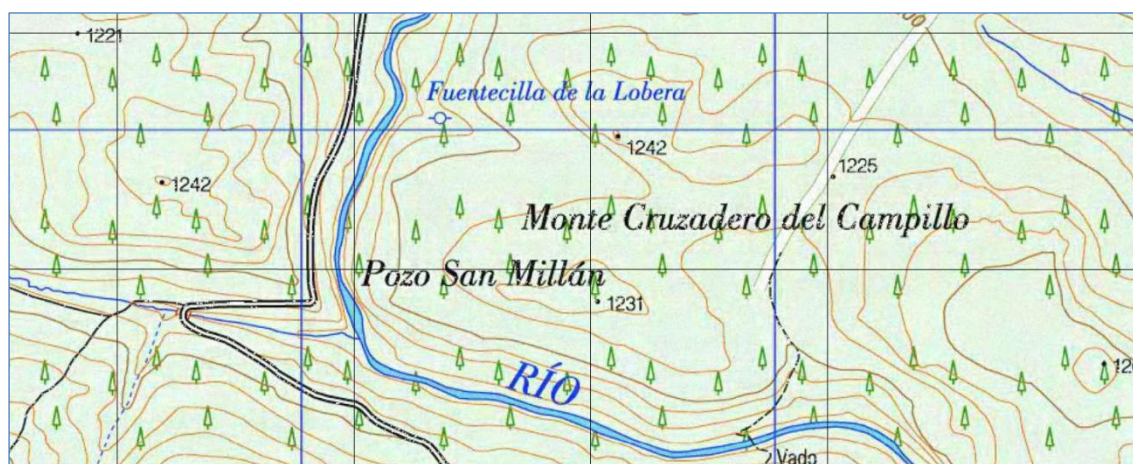 1221
Fuentecilla de la Lobera
1242
1225
1242
Monte Cruzadero del Campillo
Pozo San Millán
1231
RÍO
Vado